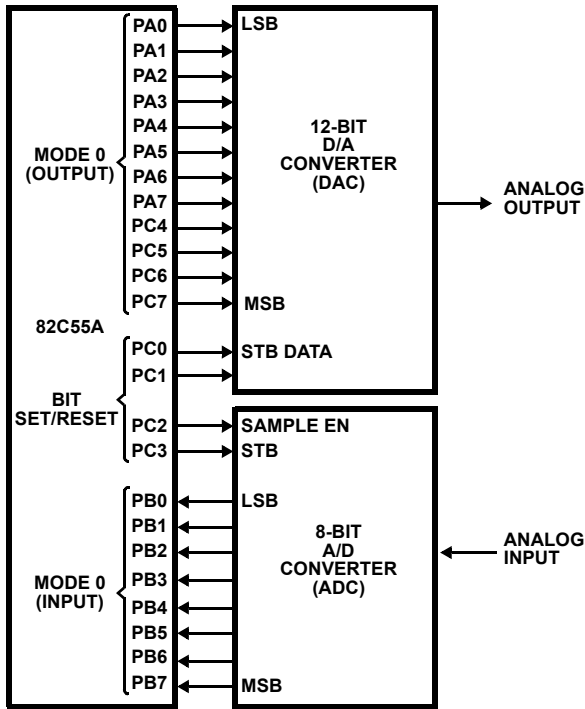 PA0
PA1
PA2
PA3
PA4
PA5
PA6
PA7
PC4
PC5
PC6
PC7
MODE 0
(OUTPUT)
82C55A
PC0
PC1
PC2
PC3
BIT
SET/RESET
PB0
PB1
PB2
PB3
PB4
PB5
PB6
PB7
MODE 0
(INPUT)
LSB
12-BIT
D/A
CONVERTER
(DAC)
MSB
STB DATA
ANALOG
OUTPUT
SAMPLE EN
STB
LSB
8-BIT
A/D
CONVERTER
(ADC)
MSB
ANALOG
INPUT